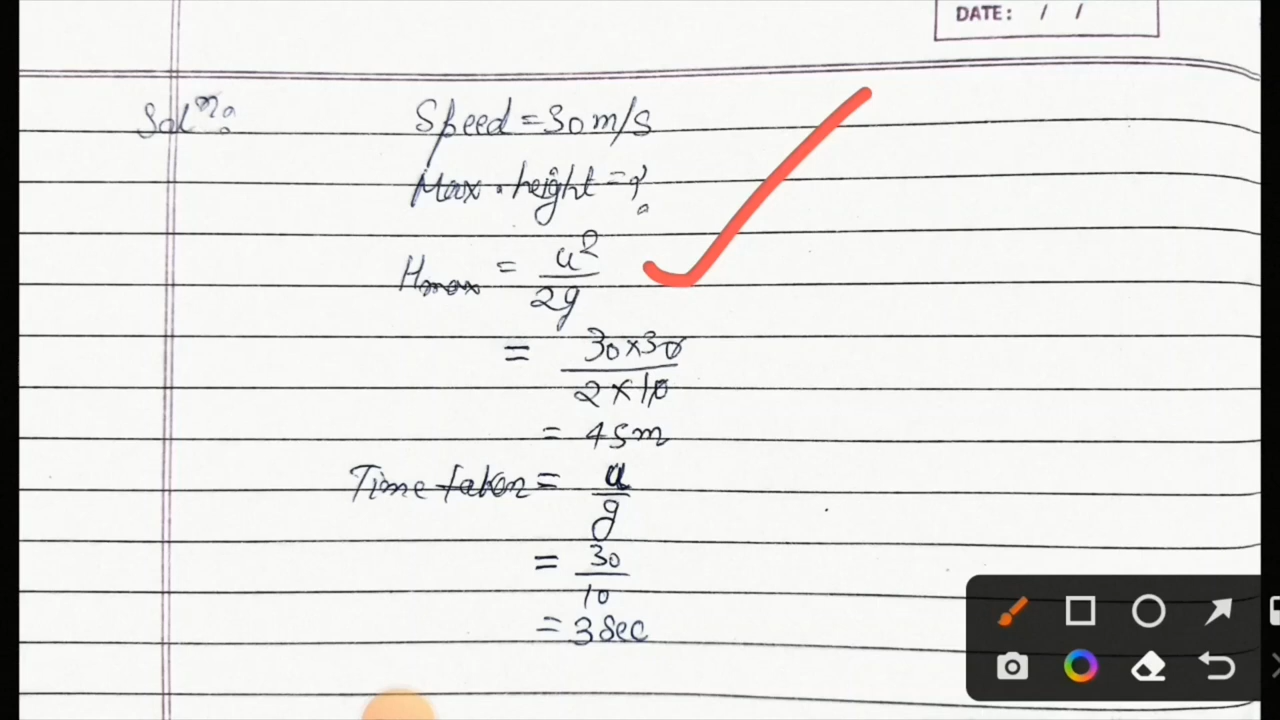 DATE: / /
Solⁿ:
Speed = 30 m/s
Max. height = ?
Hmax = u²/2g
= 30×30/2×10
= 45m
Time taken = u/g
= 30/10
= 3 Sec